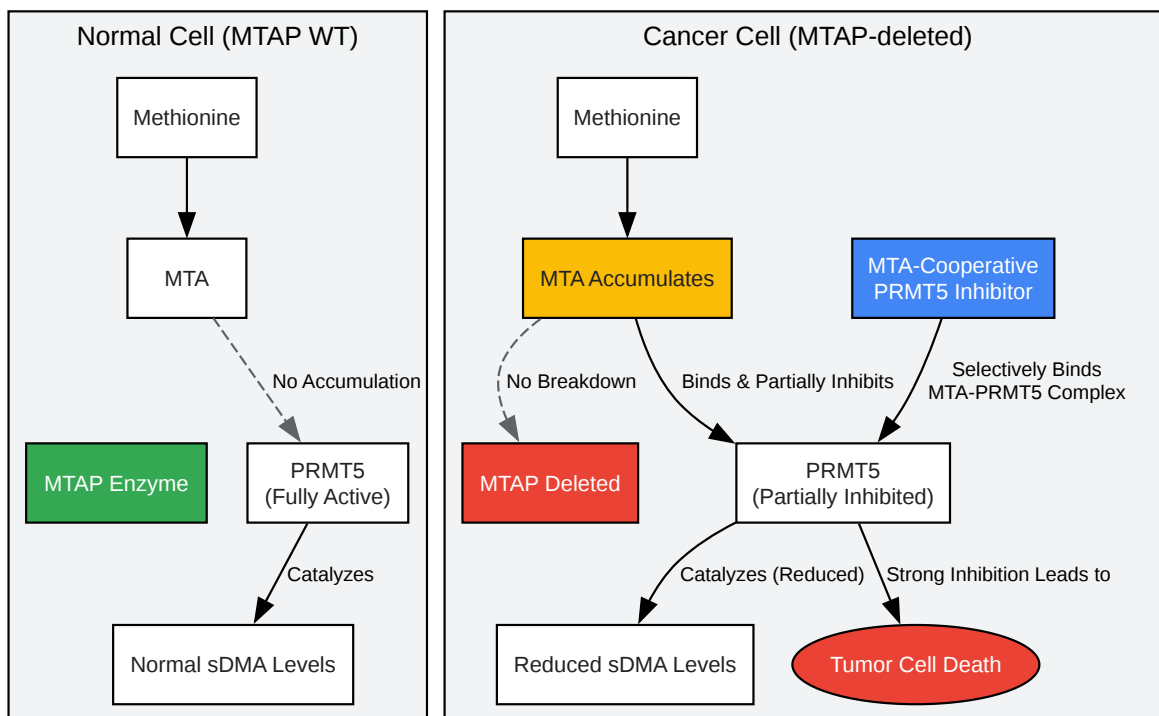 Normal Cell (MTAP WT)
Methionine
MTA
No Accumulation
MTAP Enzyme
PRMT5
(Fully Active)
Catalyzes
Normal sDMA Levels
Cancer Cell (MTAP-deleted)
Methionine
MTA Accumulates
MTA-Cooperative
PRMT5 Inhibitor
No Breakdown
Binds & Partially Inhibits
Selectively Binds
MTA-PRMT5 Complex
MTAP Deleted
PRMT5
(Partially Inhibited)
Catalyzes (Reduced)
Strong Inhibition Leads to
Reduced sDMA Levels
Tumor Cell Death